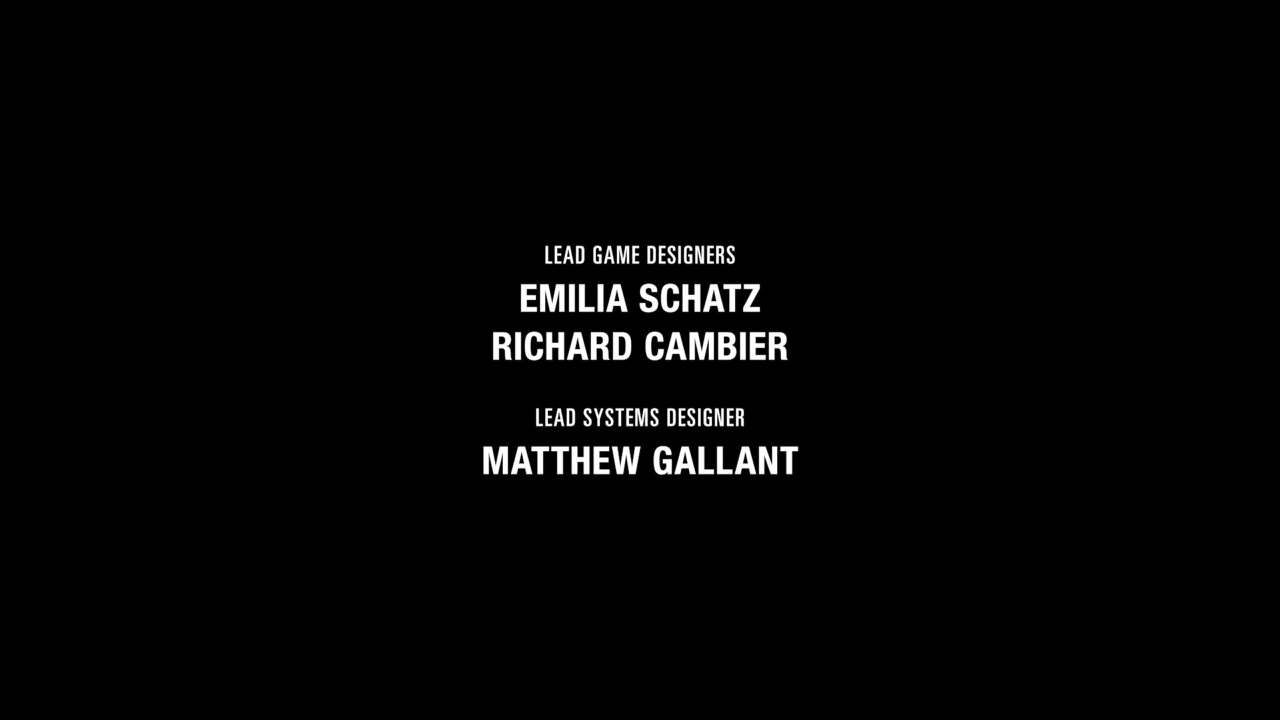 LEAD GAME DESIGNERS
EMILIA SCHATZ
RICHARD CAMBIER
LEAD SYSTEMS DESIGNER
MATTHEW GALLANT